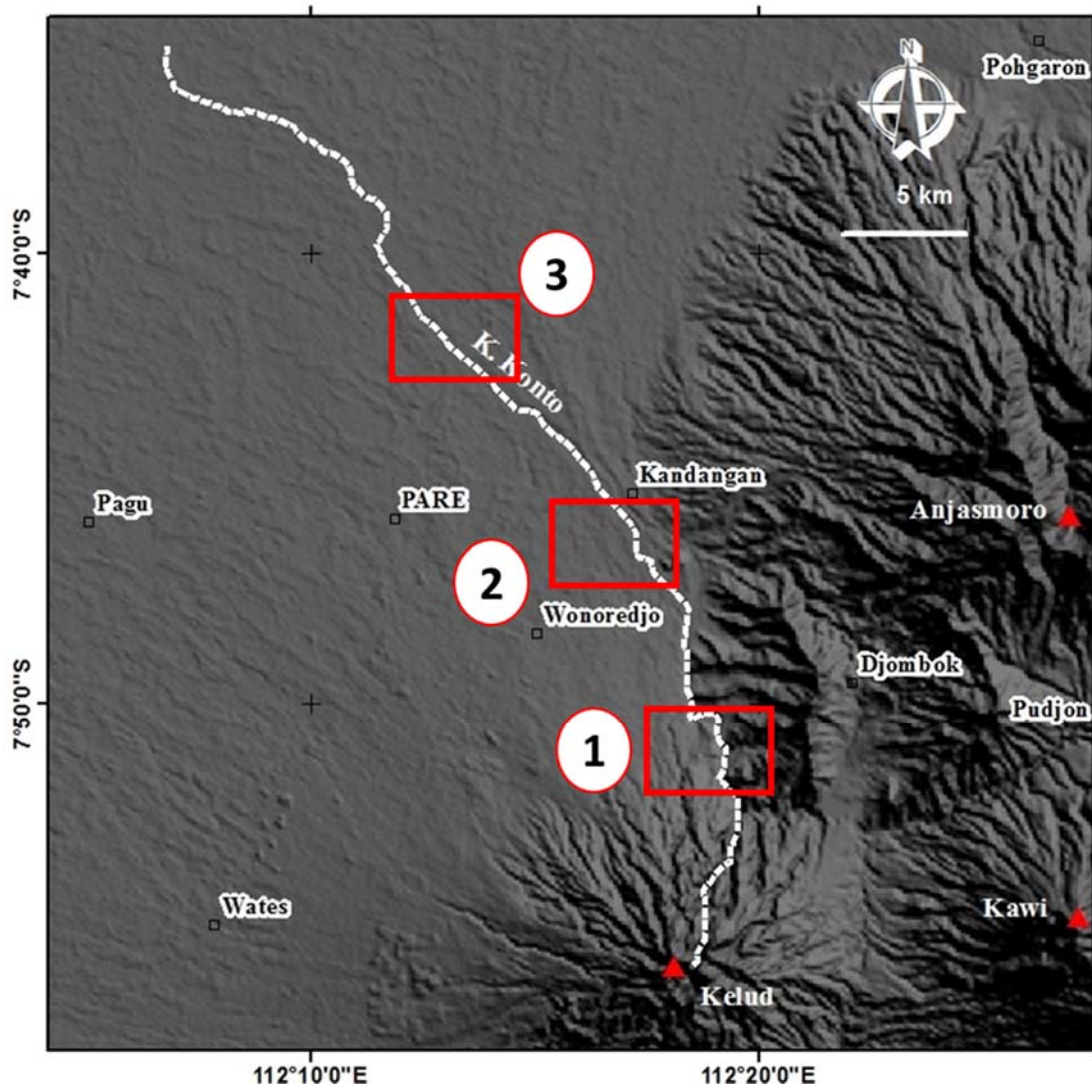 N
Pohgaron
5 km
7°40'0"S
3
K. Konto
Kandangan
Pagu
PARE
Anjasmoro
2
Wonoredjo
Djombok
7°50'0"S
Pudjon
1
Wates
Kawi
Kelud
112°10'0"E
112°20'0"E